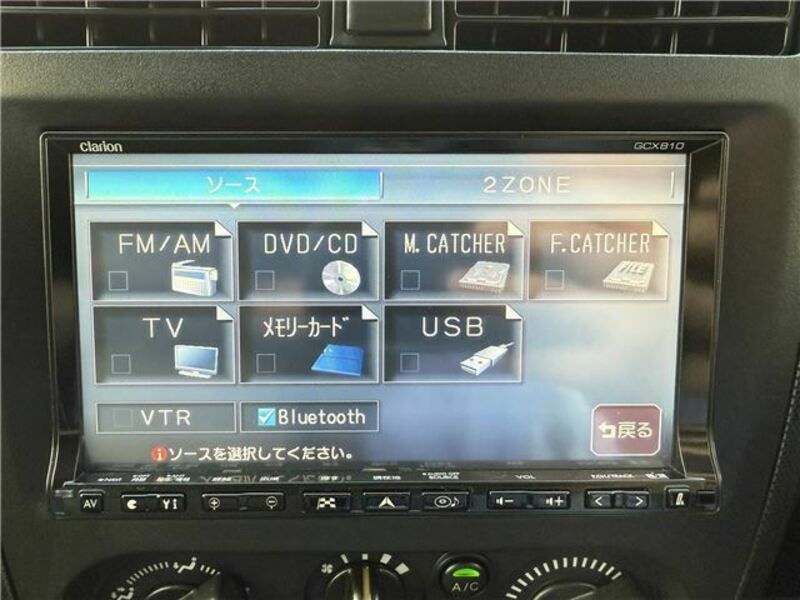 Clarion GCX810
ソース 2ZONE
FM/AM DVD/CD M.CATCHER F.CATCHER
FILE
TV メモリーカード USB
VTR Bluetooth
戻る
ソースを選択してください。
SOURCE VOL
AV
A/C